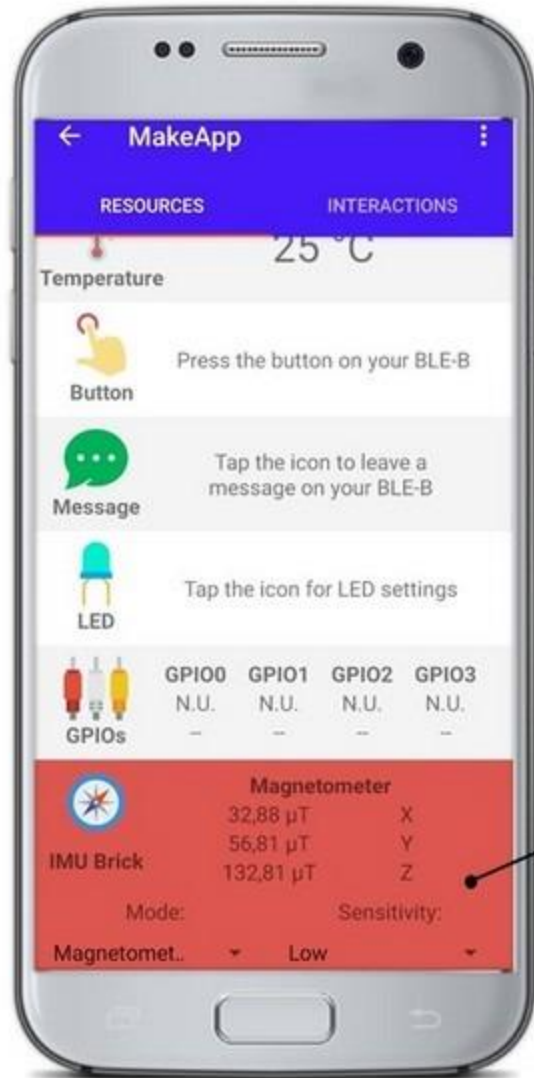 MakeApp
RESOURCES INTERACTIONS
25 °C
Temperature
Press the button on your BLE-B
Button
Tap the icon to leave a
message on your BLE-B
Message
Tap the icon for LED settings
LED
GPIO0 GPIO1 GPIO2 GPIO3
N.U. N.U. N.U. N.U.
-- -- -- --
GPIOs
Magnetometer
32,88 µT X
56,81 µT Y
132,81 µT Z
IMU Brick
Mode: Sensitivity:
Magnetomet.. Low